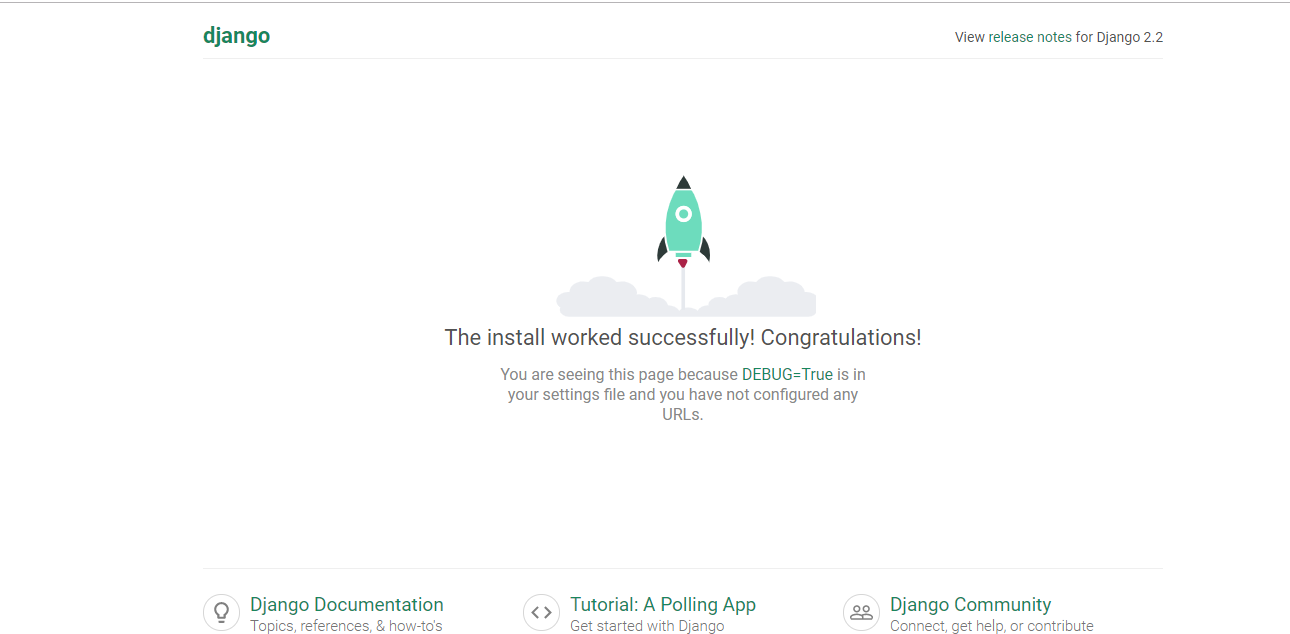 django
View release notes for Django 2.2
The install worked successfully! Congratulations!
You are seeing this page because DEBUG=True is in
your settings file and you have not configured any
URLs.
Django Documentation
Topics, references, & how-to's
Tutorial: A Polling App
Get started with Django
Django Community
Connect, get help, or contribute